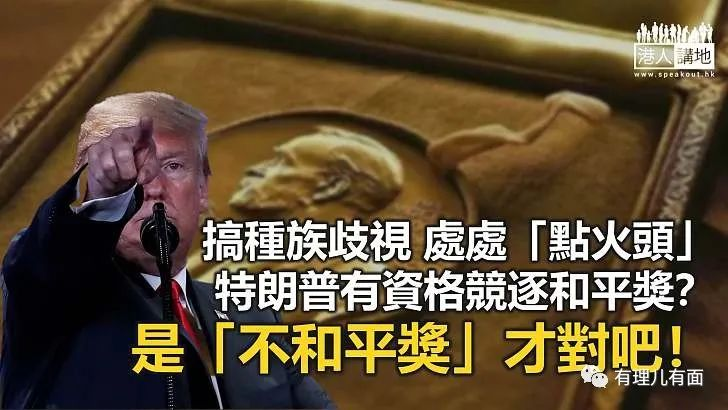 港人講地
www.speakout.hk
搞種族歧視 處處「點火頭」
特朗普有資格競逐和平獎?
是「不和平獎」才對吧!
有理儿有面